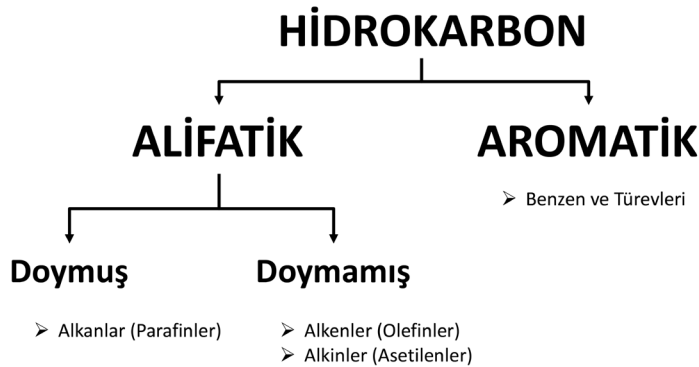 HİDROKARBON
ALİFATİK
AROMATİK
➢ Benzen ve Türevleri
Doymuş
Doymamış
➢ Alkanlar (Parafinler)
➢ Alkenler (Olefinler)
➢ Alkinler (Asetilenler)